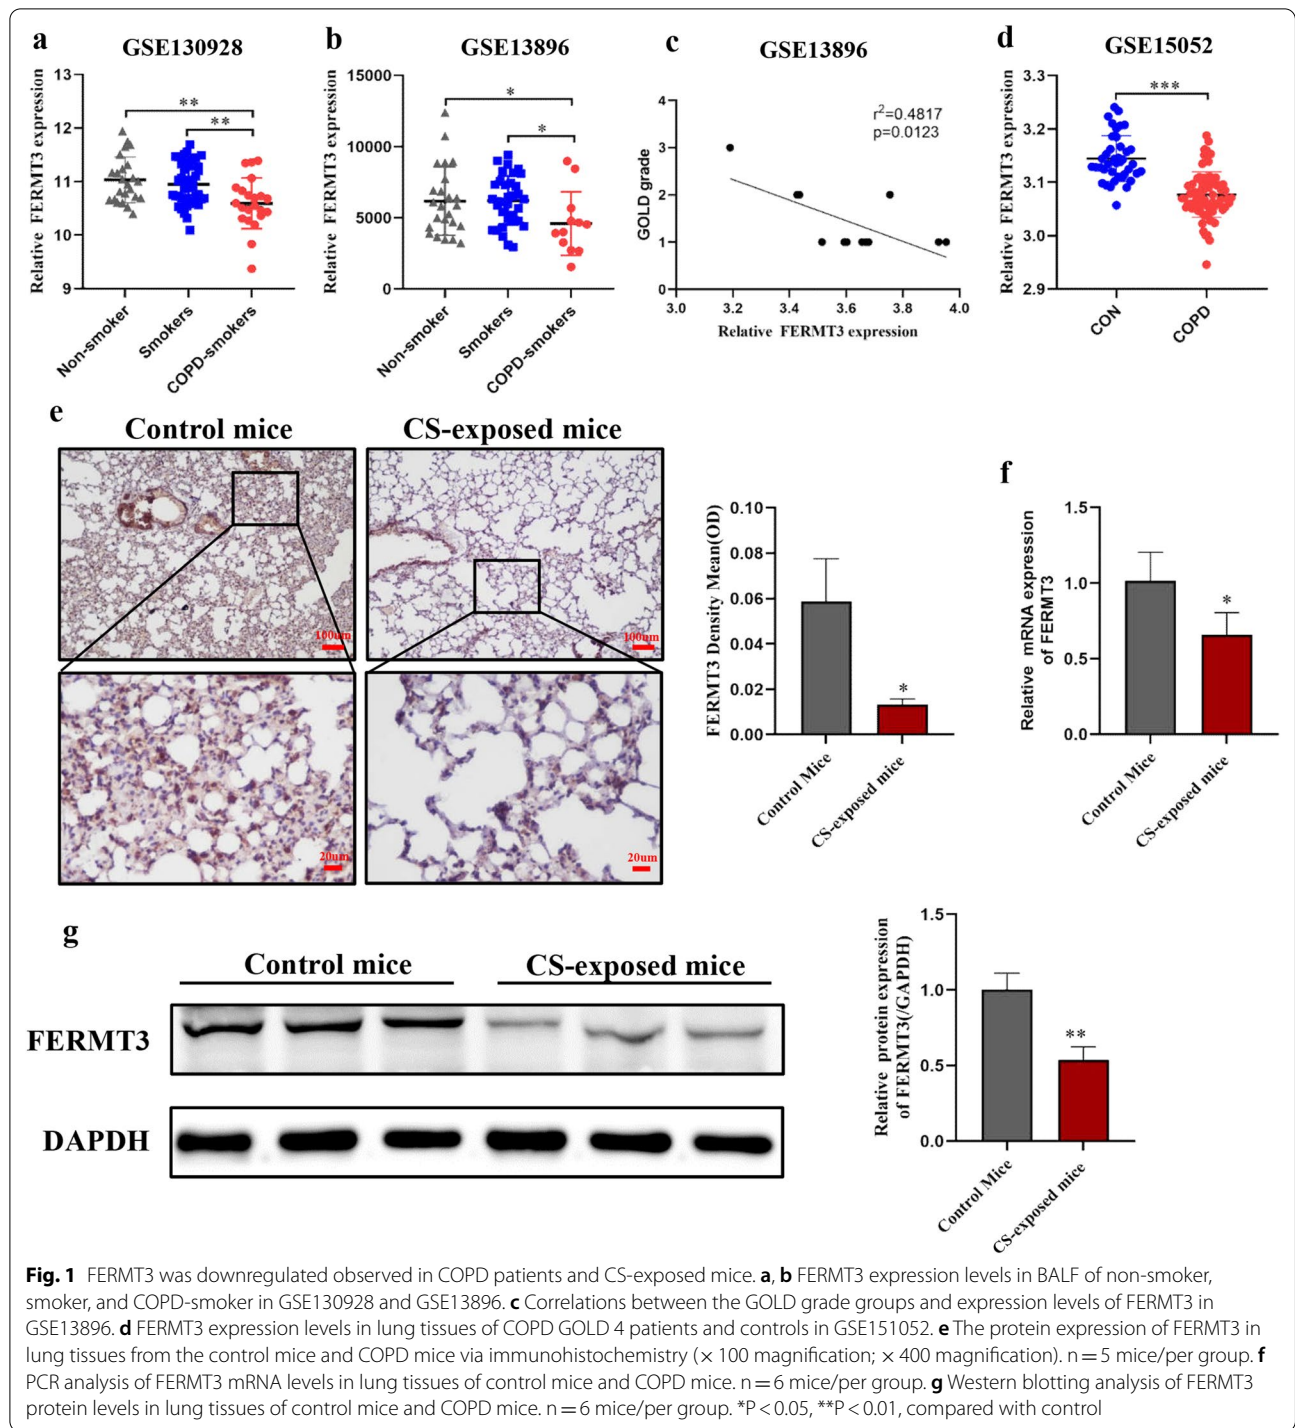 a
GSE130928
Relative FERMT3 expression
13
12
11
10
9
**
**
Non-smoker
Smokers
COPD-smokers
b
GSE13896
Relative FERMT3 expression
15000
10000
5000
0
*
*
Non-smoker
Smokers
COPD-smokers
c
GSE13896
GOLD grade
4
3
2
1
0
r²=0.4817
p=0.0123
3.0
3.2
3.4
3.6
3.8
4.0
Relative FERMT3 expression
d
GSE15052
Relative FERMT3 expression
3.3
3.2
3.1
3.0
2.9
***
CON
COPD
e
Control mice
CS-exposed mice
100um
100um
20um
20um
FERMT3 Density Mean(OD)
0.10
0.08
0.06
0.04
0.02
0.00
*
Control Mice
CS-exposed mice
f
Relative mRNA expression
of FERMT3
1.5
1.0
0.5
0.0
*
Control Mice
CS-exposed mice
g
Control mice
CS-exposed mice
FERMT3
DAPDH
Relative protein expression
of FERMT3(/GAPDH)
1.5
1.0
0.5
0.0
**
Control Mice
CS-exposed mice
Fig. 1 FERMT3 was downregulated observed in COPD patients and CS-exposed mice. a, b FERMT3 expression levels in BALF of non-smoker,
smoker, and COPD-smoker in GSE130928 and GSE13896. c Correlations between the GOLD grade groups and expression levels of FERMT3 in
GSE13896. d FERMT3 expression levels in lung tissues of COPD GOLD 4 patients and controls in GSE151052. e The protein expression of FERMT3 in
lung tissues from the control mice and COPD mice via immunohistochemistry (× 100 magnification; × 400 magnification). n = 5 mice/per group. f
PCR analysis of FERMT3 mRNA levels in lung tissues of control mice and COPD mice. n = 6 mice/per group. g Western blotting analysis of FERMT3
protein levels in lung tissues of control mice and COPD mice. n = 6 mice/per group. *P < 0.05, **P < 0.01, compared with control